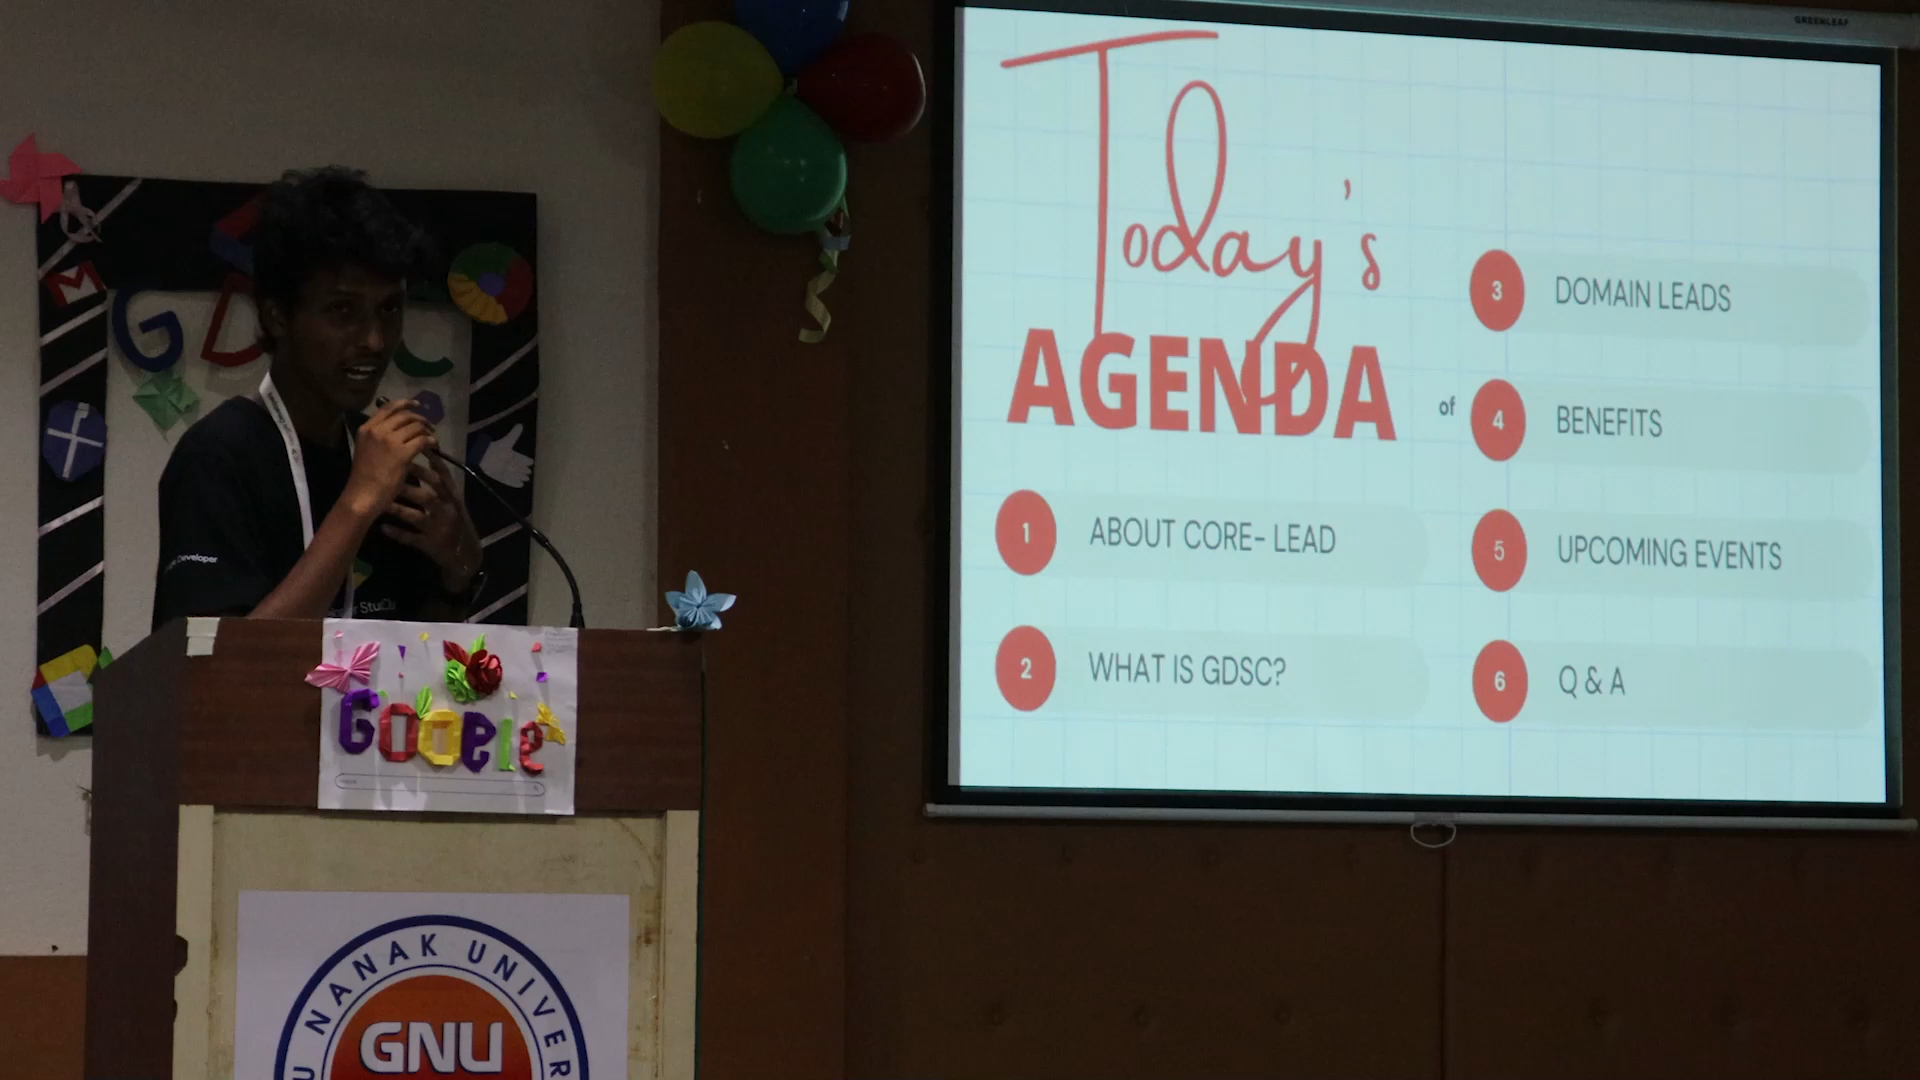 GREENLEAF
Today's
AGENDA
1 ABOUT CORE- LEAD
2 WHAT IS GDSC?
3 DOMAIN LEADS
of
4 BENEFITS
5 UPCOMING EVENTS
6 Q & A
G D C
Developer
Google
U NANAK UNIVER
GNU